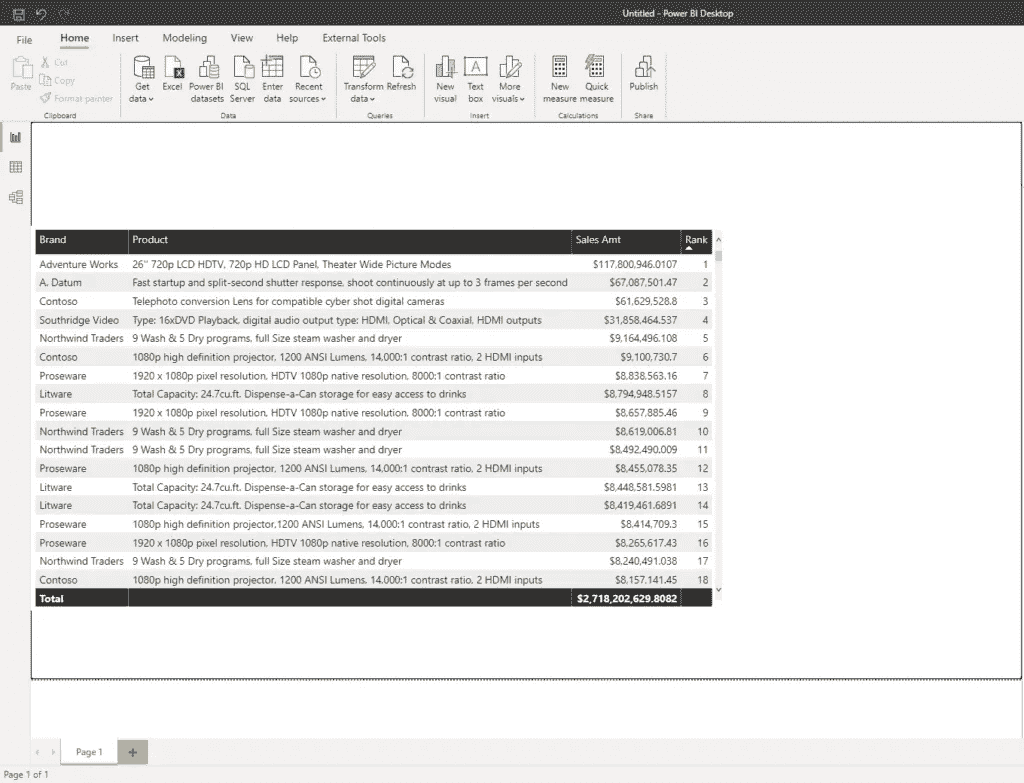 Untitled - Power BI Desktop
File Home Insert Modeling View Help External Tools
Paste
Cut
Copy
Format painter
Get data
Excel
Power BI datasets
SQL Server
Enter data
Recent sources
Transform data
Refresh
New visual
Text box
More visuals
New measure
Quick measure
Publish
Clipboard Data Queries Insert Calculations Share
Brand Product Sales Amt Rank
Adventure Works 26" 720p LCD HDTV, 720p HD LCD Panel, Theater Wide Picture Modes $117,800,946.0107 1
A. Datum Fast startup and split-second shutter response, shoot continuously at up to 3 frames per second $67,087,501.47 2
Contoso Telephoto conversion Lens for compatible cyber shot digital cameras $61,629,528.8 3
Southridge Video Type: 16xDVD Playback, digital audio output type: HDMI, Optical & Coaxial, HDMI outputs $31,858,464.537 4
Northwind Traders 9 Wash & 5 Dry programs, full Size steam washer and dryer $9,164,496.108 5
Contoso 1080p high definition projector, 1200 ANSI Lumens, 14,000:1 contrast ratio, 2 HDMI inputs $9,100,730.7 6
Proseware 1920 x 1080p pixel resolution, HDTV 1080p native resolution, 8000:1 contrast ratio $8,838,563.16 7
Litware Total Capacity: 24.7cu.ft. Dispense-a-Can storage for easy access to drinks $8,794,948.5157 8
Proseware 1920 x 1080p pixel resolution, HDTV 1080p native resolution, 8000:1 contrast ratio $8,657,885.46 9
Northwind Traders 9 Wash & 5 Dry programs, full Size steam washer and dryer $8,619,006.81 10
Northwind Traders 9 Wash & 5 Dry programs, full Size steam washer and dryer $8,492,490.009 11
Proseware 1080p high definition projector, 1200 ANSI Lumens, 14,000:1 contrast ratio, 2 HDMI inputs $8,455,078.35 12
Litware Total Capacity: 24.7cu.ft. Dispense-a-Can storage for easy access to drinks $8,448,581.5981 13
Litware Total Capacity: 24.7cu.ft. Dispense-a-Can storage for easy access to drinks $8,419,461.6891 14
Proseware 1080p high definition projector,1200 ANSI Lumens, 14,000:1 contrast ratio, 2 HDMI inputs $8,414,709.3 15
Proseware 1920 x 1080p pixel resolution, HDTV 1080p native resolution, 8000:1 contrast ratio $8,265,617.43 16
Northwind Traders 9 Wash & 5 Dry programs, full Size steam washer and dryer $8,240,491.038 17
Contoso 1080p high definition projector, 1200 ANSI Lumens, 14,000:1 contrast ratio, 2 HDMI inputs $8,157,141.45 18
Total $2,718,202,629.8082
Page 1 +
Page 1 of 1